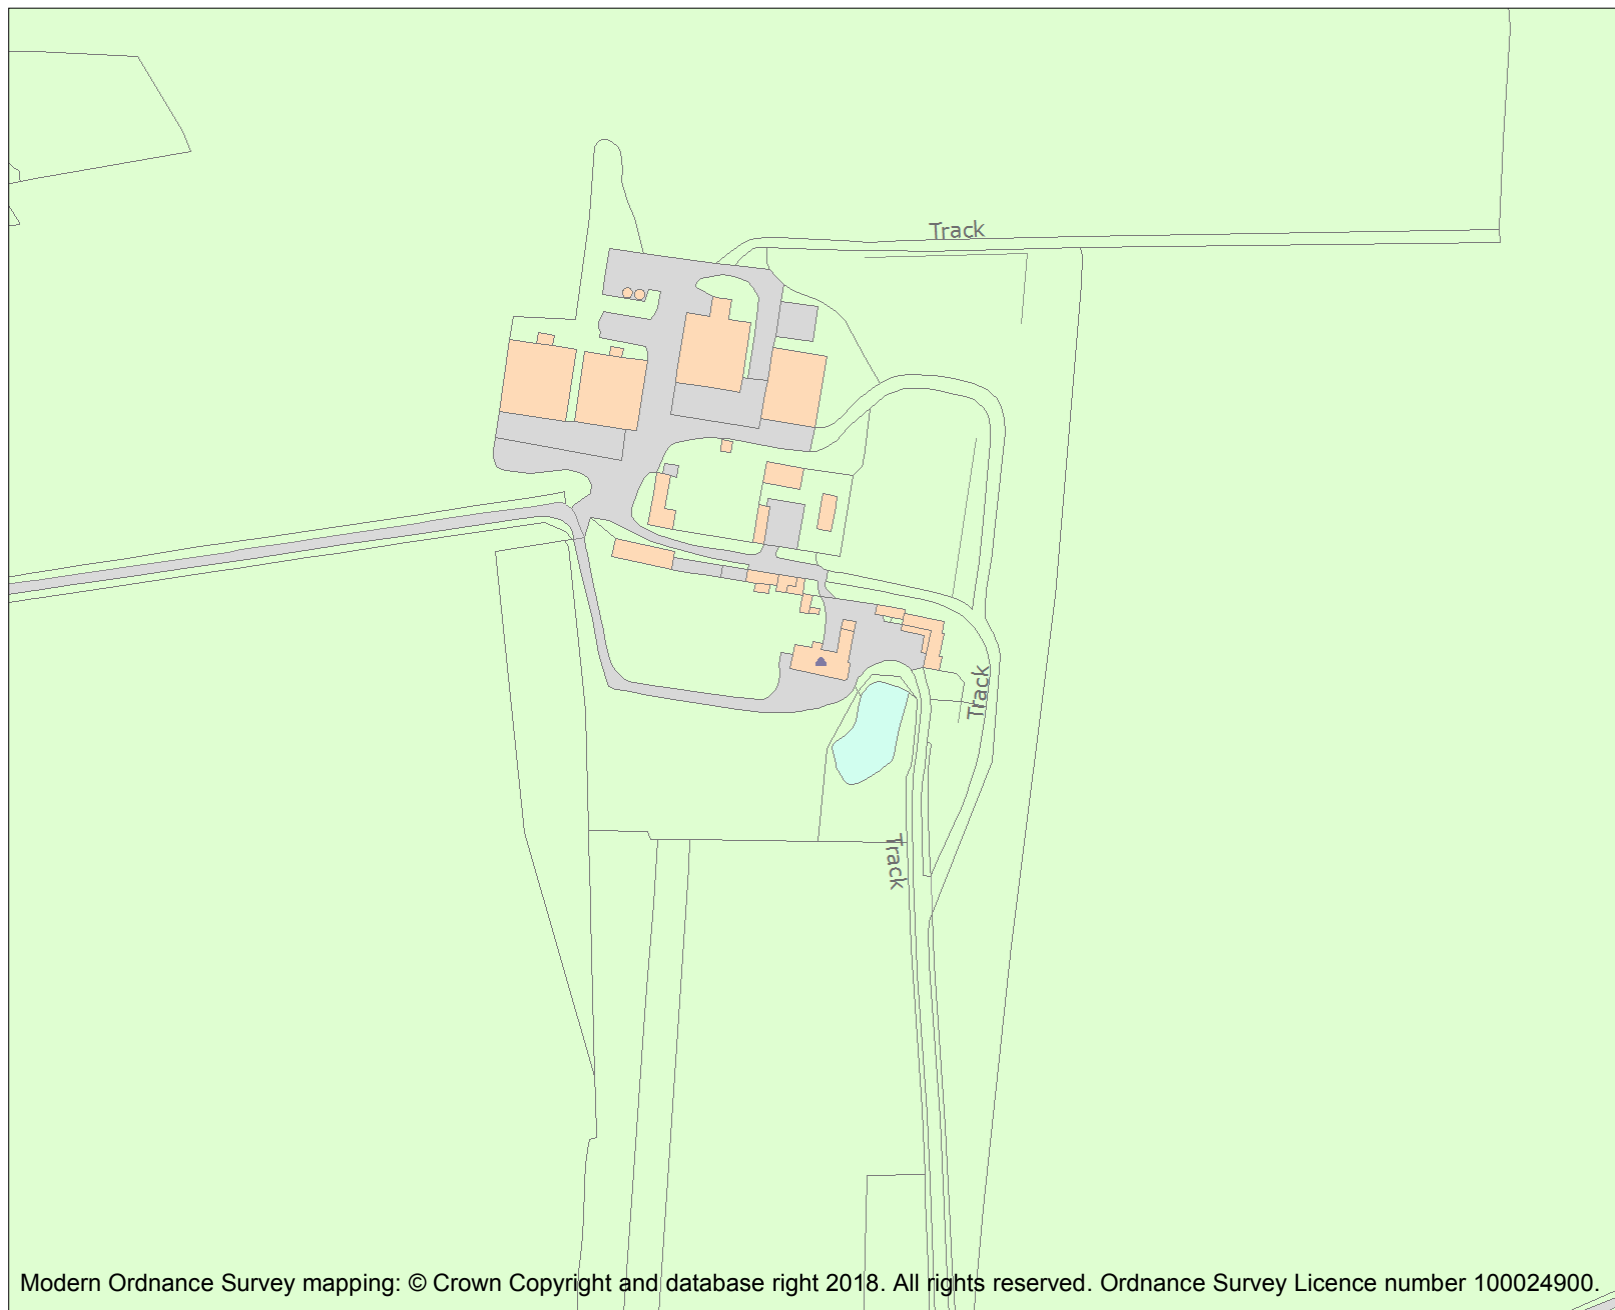 Track
Track
Track
Modern Ordnance Survey mapping: © Crown Copyright and database right 2018. All rights reserved. Ordnance Survey Licence number 100024900.